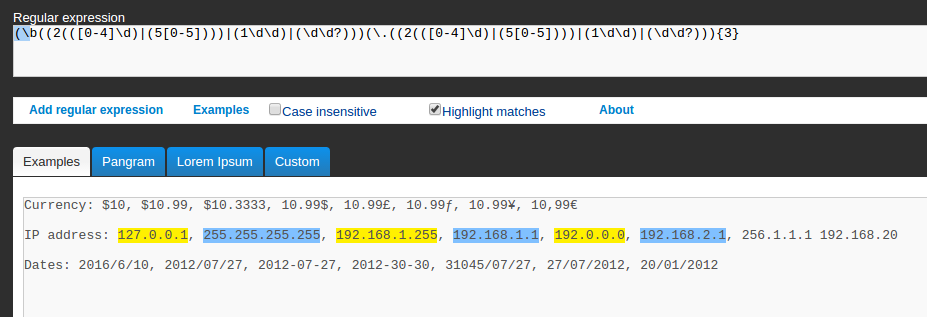 Regular expression
(\b((2(([0-4]\d)|(5[0-5])))|(1\d\d)|(\d\d?)))(\.((2(([0-4]\d)|(5[0-5])))|(1\d\d)|(\d\d?))){3}
Add regular expression Examples Case insensitive Highlight matches About
Examples Pangram Lorem Ipsum Custom
Currency: $10, $10.99, $10.3333, 10.99$, 10.99£, 10.99ƒ, 10.99¥, 10,99€
IP address: 127.0.0.1, 255.255.255.255, 192.168.1.255, 192.168.1.1, 192.0.0.0, 192.168.2.1, 256.1.1.1 192.168.20
Dates: 2016/6/10, 2012/07/27, 2012-07-27, 2012-30-30, 31045/07/27, 27/07/2012, 20/01/2012